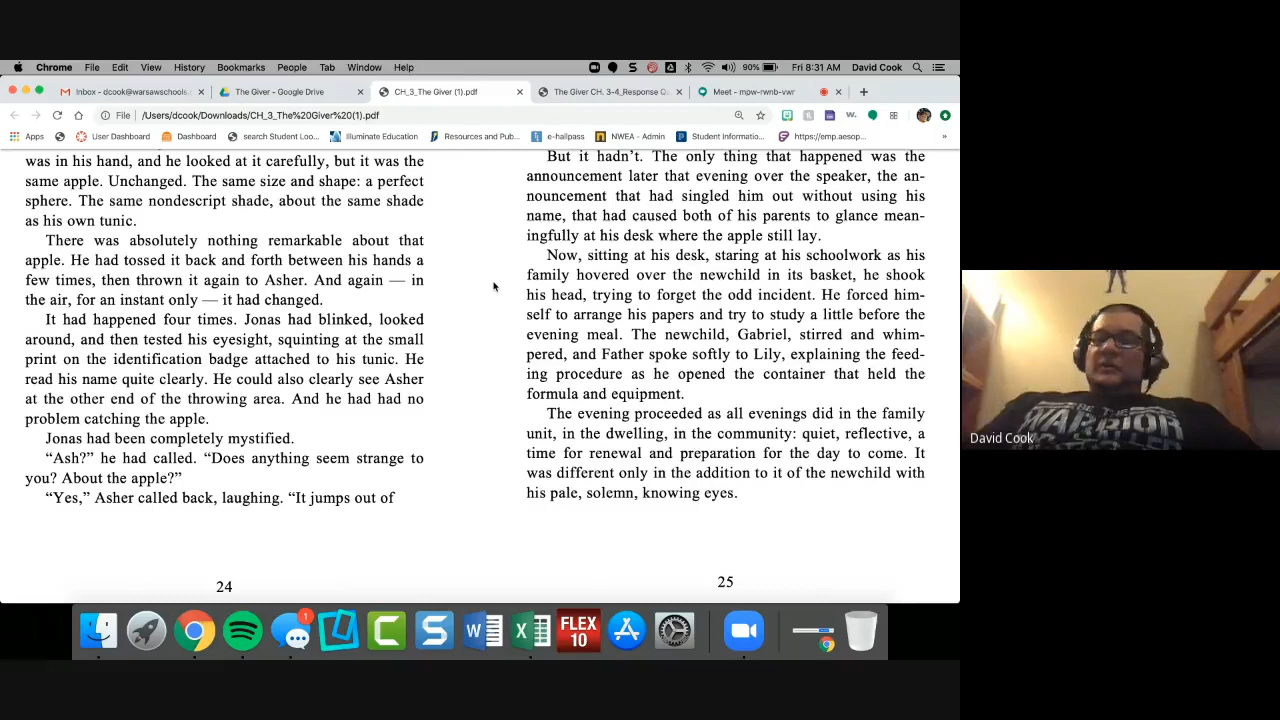 Chrome File Edit View History Bookmarks People Tab Window Help 90% Fri 8:31 AM David Cook
Inbox - dcook@warsawschools. The Giver - Google Drive CH_3_The Giver (1).pdf The Giver CH. 3-4_Response Q Meet - mpw-rwnb-vwr
File /Users/dcook/Downloads/CH_3_The%20Giver%20(1).pdf
Apps User Dashboard Dashboard search Student Loo... Illuminate Education Resources and Pub... e-hallpass NWEA - Admin Student Informatio... https://emp.aesop... »
was in his hand, and he looked at it carefully, but it was the
same apple. Unchanged. The same size and shape: a perfect
sphere. The same nondescript shade, about the same shade
as his own tunic.
There was absolutely nothing remarkable about that
apple. He had tossed it back and forth between his hands a
few times, then thrown it again to Asher. And again — in
the air, for an instant only — it had changed.
It had happened four times. Jonas had blinked, looked
around, and then tested his eyesight, squinting at the small
print on the identification badge attached to his tunic. He
read his name quite clearly. He could also clearly see Asher
at the other end of the throwing area. And he had had no
problem catching the apple.
Jonas had been completely mystified.
“Ash?” he had called. “Does anything seem strange to
you? About the apple?”
“Yes,” Asher called back, laughing. “It jumps out of
24
But it hadn't. The only thing that happened was the
announcement later that evening over the speaker, the an-
nouncement that had singled him out without using his
name, that had caused both of his parents to glance mean-
ingfully at his desk where the apple still lay.
Now, sitting at his desk, staring at his schoolwork as his
family hovered over the newchild in its basket, he shook
his head, trying to forget the odd incident. He forced him-
self to arrange his papers and try to study a little before the
evening meal. The newchild, Gabriel, stirred and whim-
pered, and Father spoke softly to Lily, explaining the feed-
ing procedure as he opened the container that held the
formula and equipment.
The evening proceeded as all evenings did in the family
unit, in the dwelling, in the community: quiet, reflective, a
time for renewal and preparation for the day to come. It
was different only in the addition to it of the newchild with
his pale, solemn, knowing eyes.
25
BE THE
WARRIOR
David Cook
1
C S W X FLEX
10